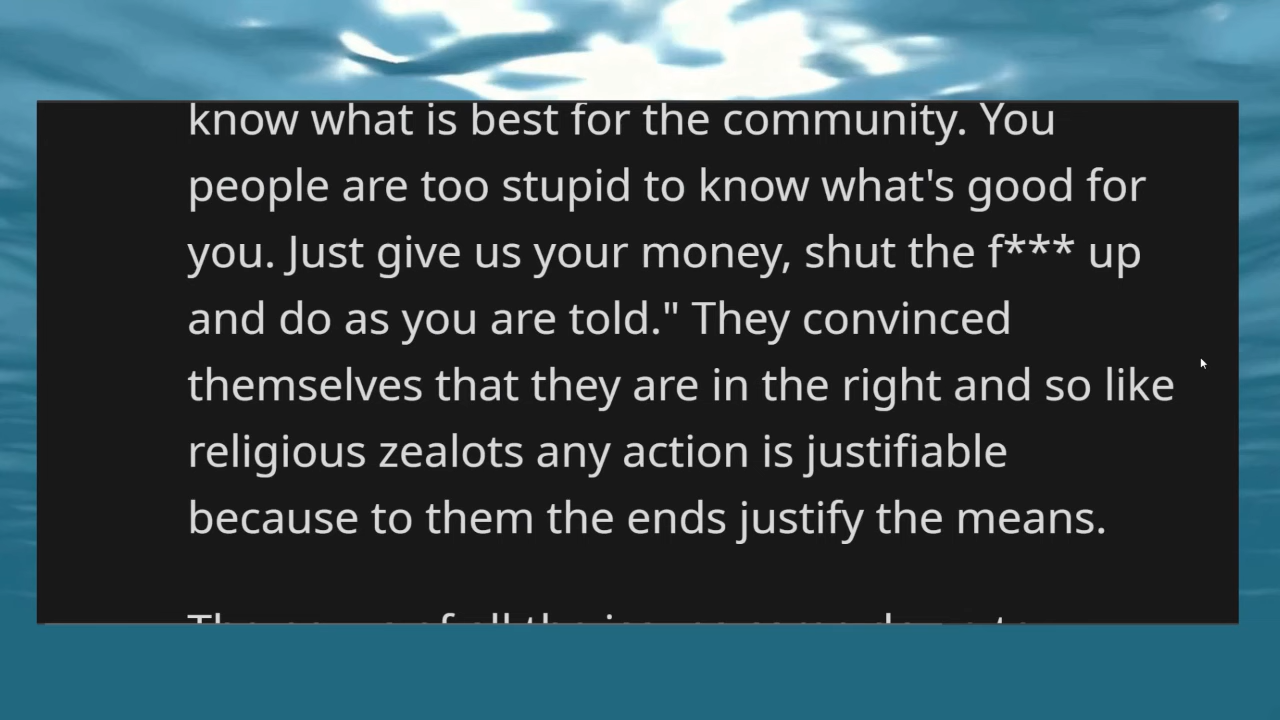 know what is best for the community. You
people are too stupid to know what's good for
you. Just give us your money, shut the f*** up
and do as you are told." They convinced
themselves that they are in the right and so like
religious zealots any action is justifiable
because to them the ends justify the means.